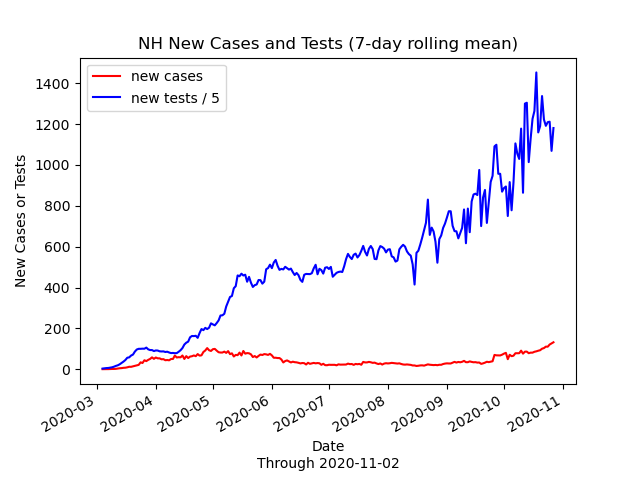 NH New Cases and Tests (7-day rolling mean)
new cases
new tests / 5
New Cases or Tests
1400
1200
1000
800
600
400
200
0
2020-03
2020-04
2020-05
2020-06
2020-07
2020-08
2020-09
2020-10
2020-11
Date
Through 2020-11-02